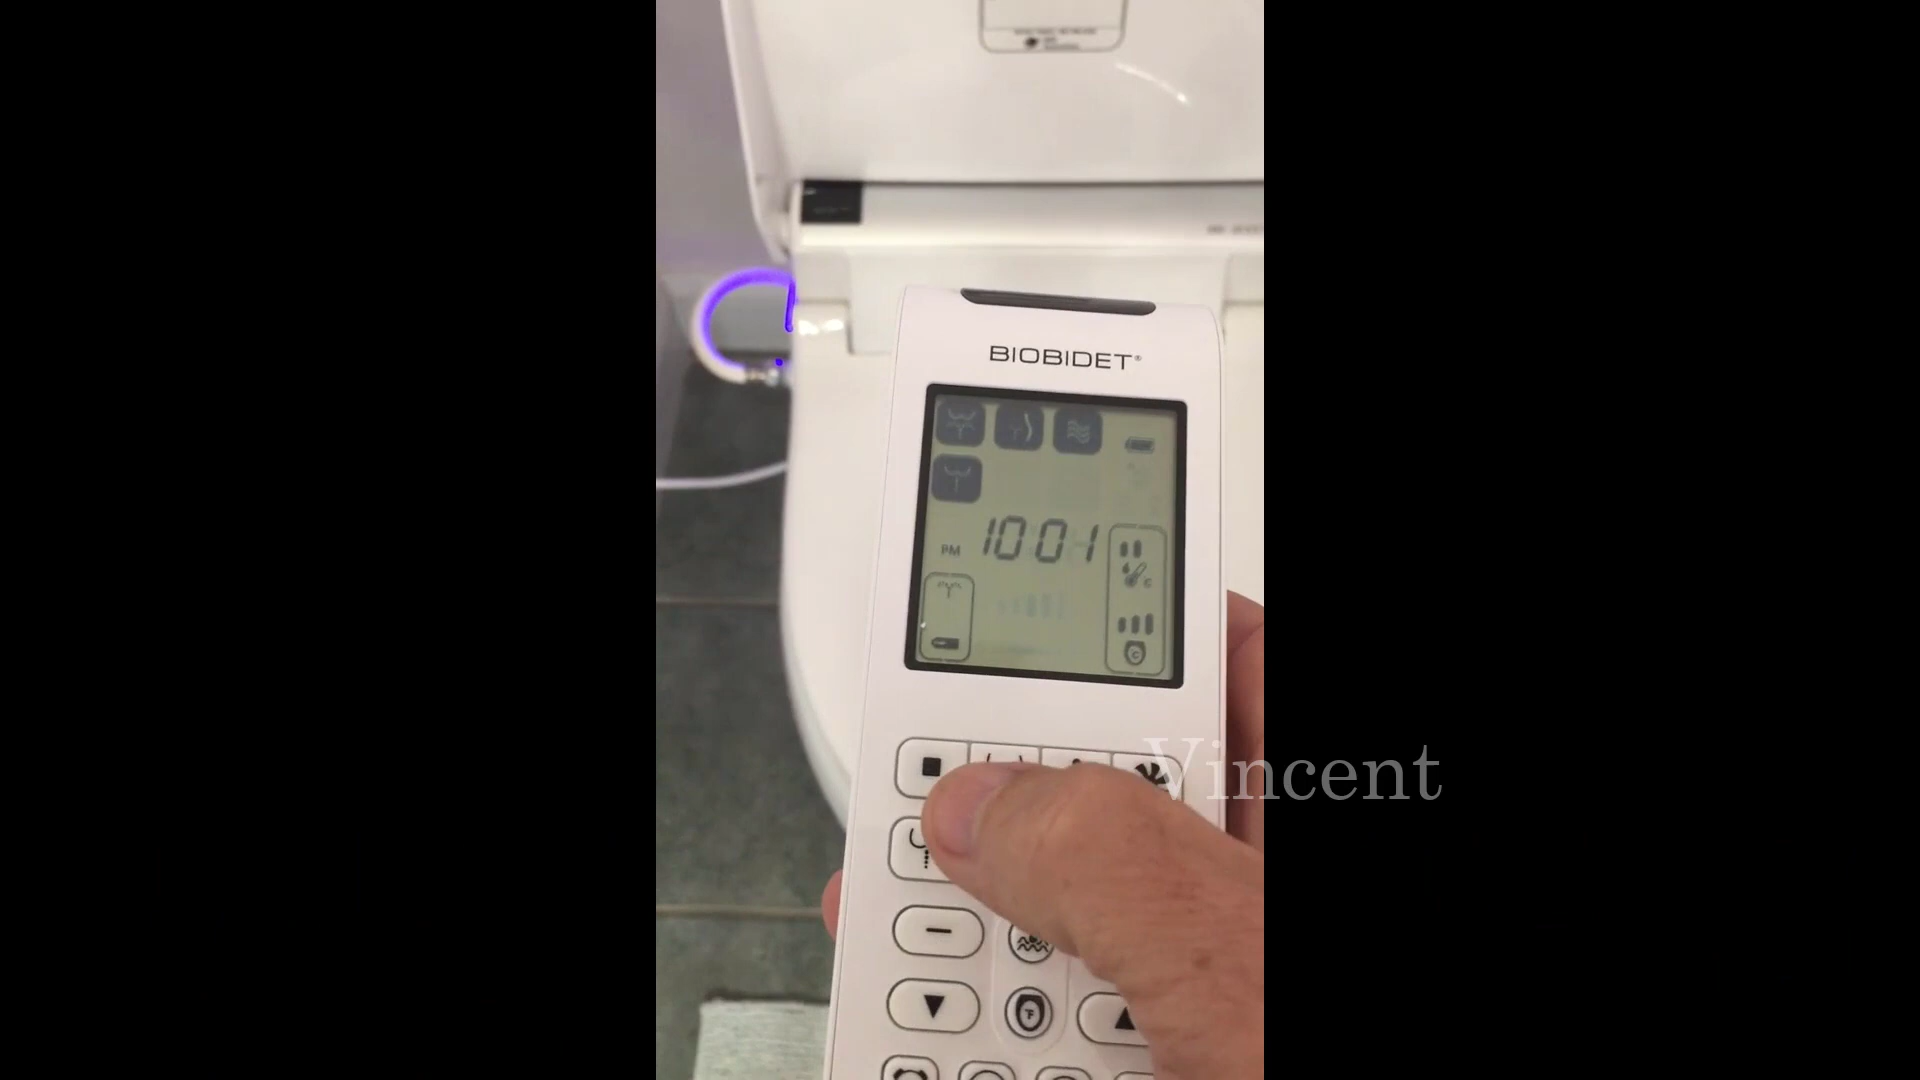 BIOBIDET®
PM 10:01
C
C
°F
Vincent